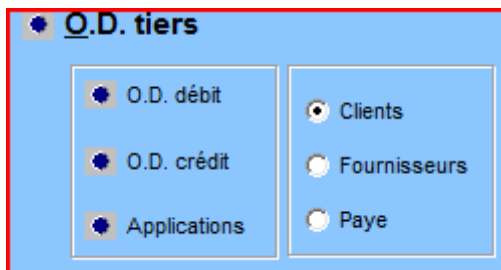 O.D. tiers
O.D. débit
O.D. crédit
Applications
Clients
Fournisseurs
Paye